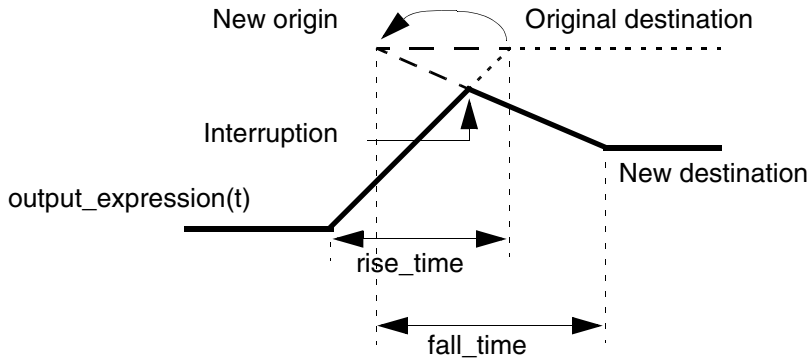 New origin
Original destination
Interruption
New destination
output_expression(t)
rise_time
fall_time